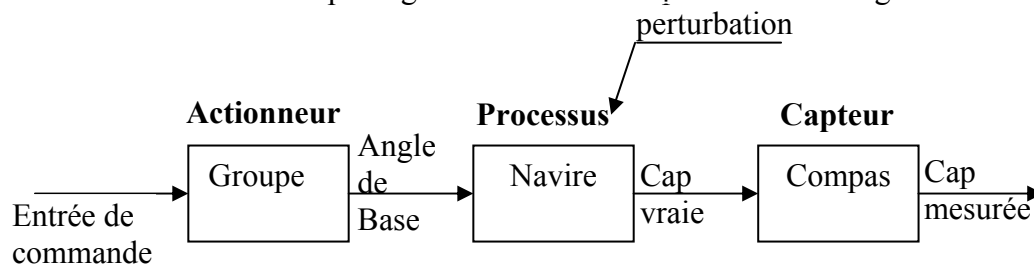 perturbation
Actionneur
Processus
Capteur
Groupe
Angle
de
Base
Navire
Cap
vraie
Compas
Cap
mesurée
Entrée de
commande